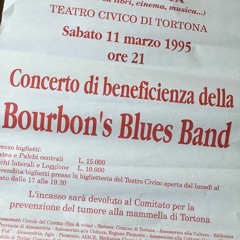 libri, cinema, musica...)
TEATRO CIVICO DI TORTONA
Sabato 11 marzo 1995
ore 21
Concerto di beneficienza della
Bourbon's Blues Band
biglietti:
e Palchi centrali L. 15.000
laterali e Loggione L. 10.000
biglietti presso la biglietteria del Teatro Civico aperta dal lunedì al
dalle 17 alle 19.30
L'incasso sarà devoluto al Comitato per la
prevenzione del tumore alla mammella di Tortona